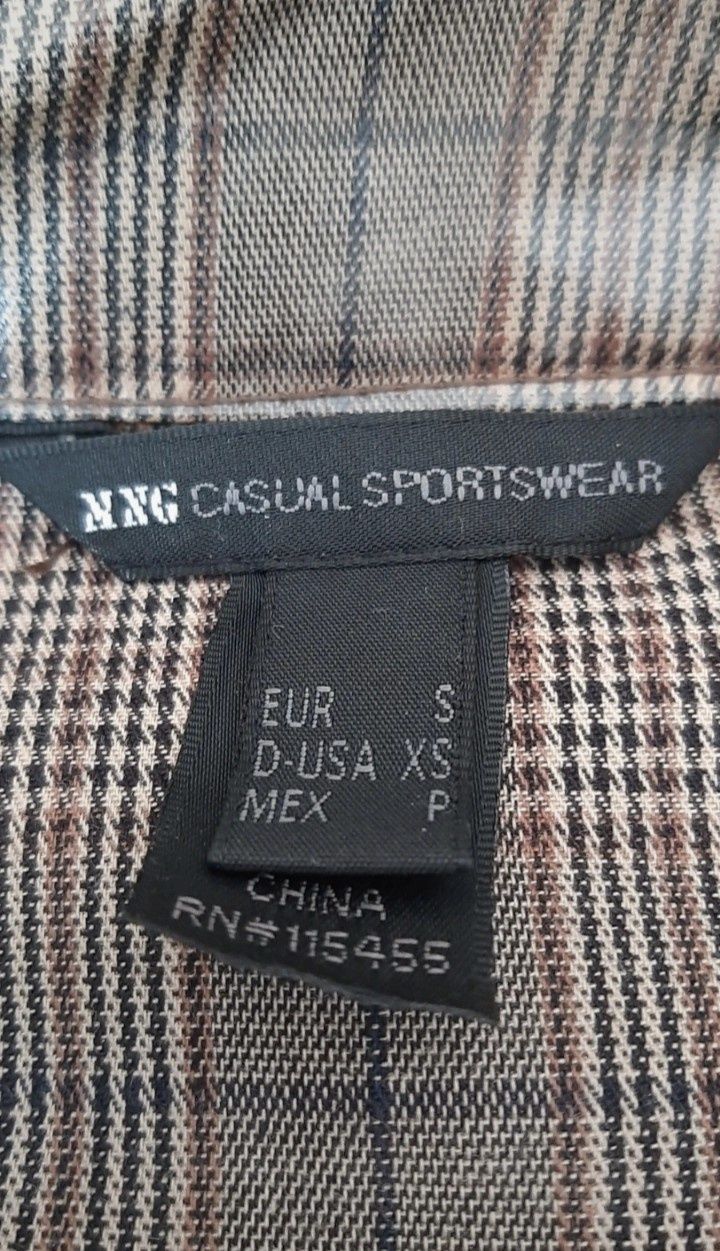 MNG CASUAL SPORTSWEAR
EUR S
D-USA XS
MEX P
CHINA
RN#115455